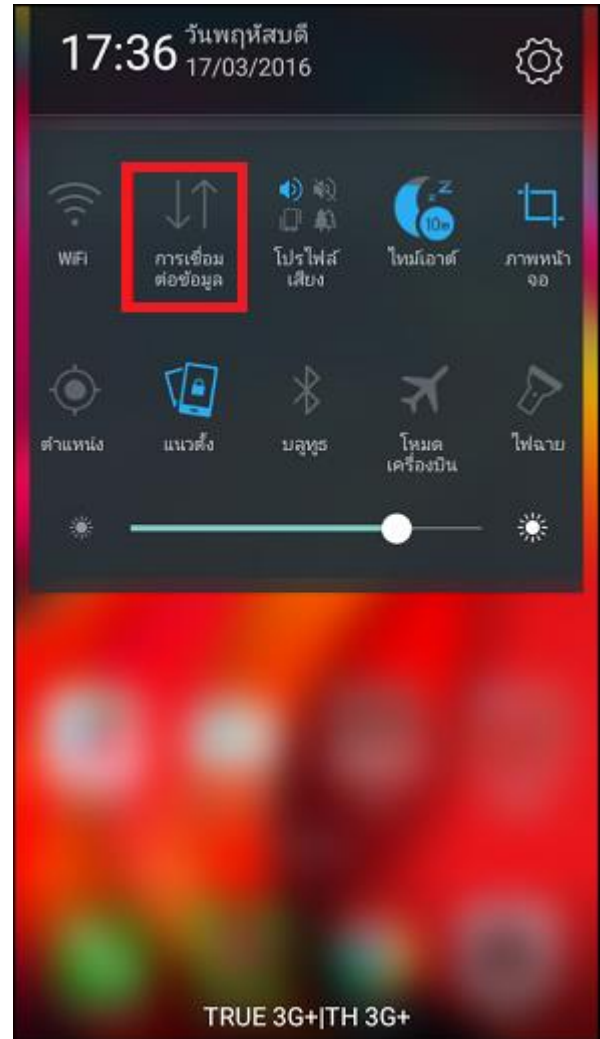 17:36 วันพฤหัสบดี
17/03/2016
WiFi
การเชื่อม
ต่อข้อมูล
โปรไฟล์
เสียง
ไทม์เอาต์
ภาพหน้า
จอ
z
Z
10m
ตำแหน่ง
แนวตั้ง
บลูทูธ
โหมด
เครื่องบิน
ไฟฉาย
TRUE 3G+|TH 3G+